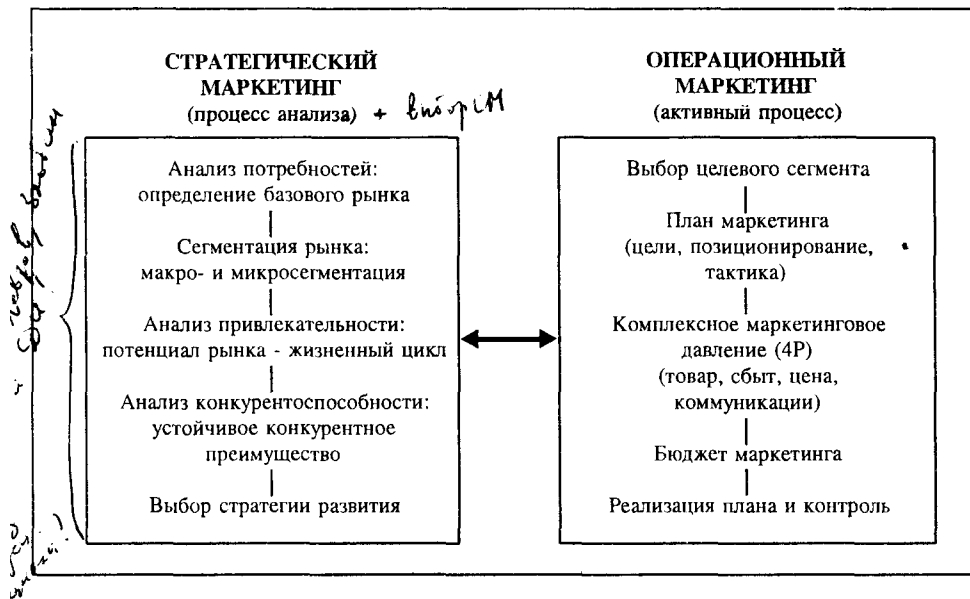 СТРАТЕГИЧЕСКИЙ
МАРКЕТИНГ
(процесс анализа) +
Анализ потребностей:
определение базового рынка
Сегментация рынка:
макро- и микросегментация
Анализ привлекательности:
потенциал рынка - жизненный цикл
Анализ конкурентоспособности:
устойчивое конкурентное
преимущество
Выбор стратегии развития
ОПЕРАЦИОННЫЙ
МАРКЕТИНГ
(активный процесс)
Выбор целевого сегмента
План маркетинга
(цели, позиционирование,
тактика)
Комплексное маркетинговое
давление (4Р)
(товар, сбыт, цена,
коммуникации)
Бюджет маркетинга
Реализация плана и контроль